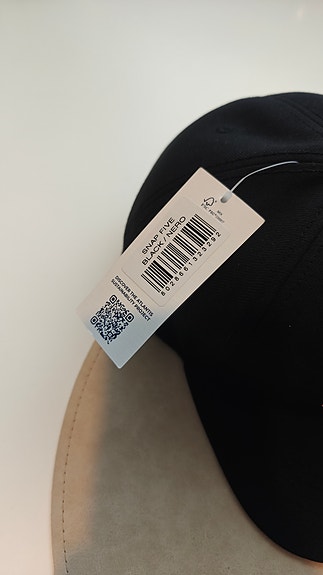 SNAP FIVE
BLACK / NERO
DISCOVER THE ATLANTIS
SUSTAINABILITY PROJECT